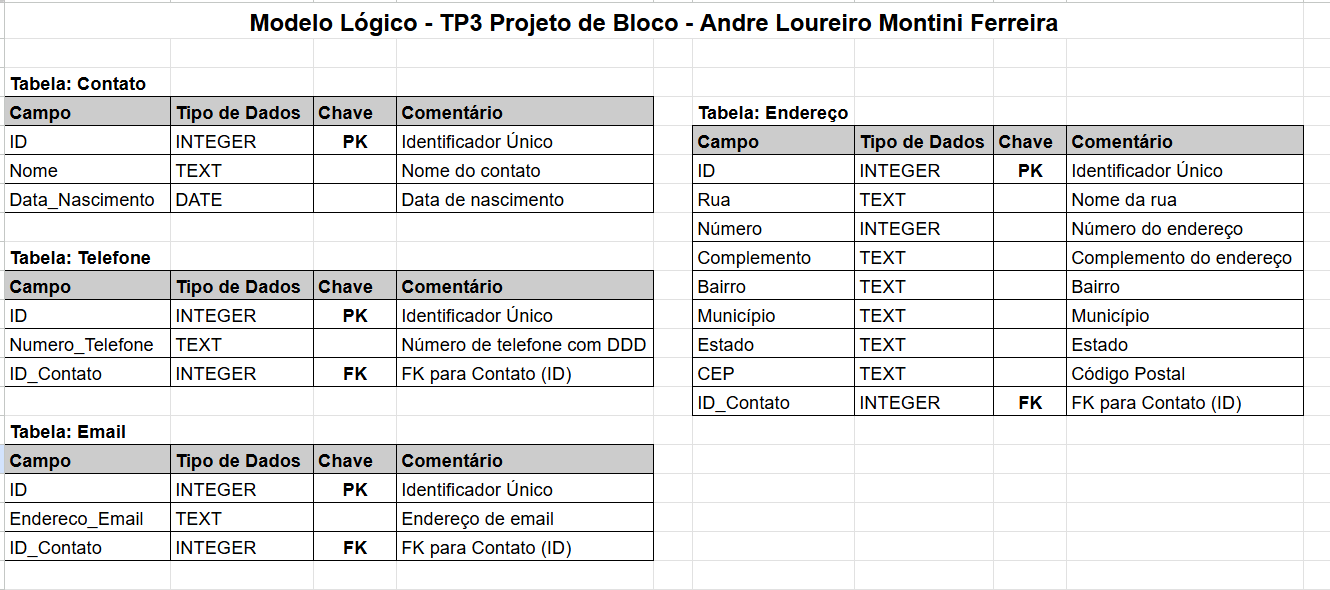 Modelo Lógico - TP3 Projeto de Bloco - Andre Loureiro Montini Ferreira
Tabela: Contato
Campo Tipo de Dados Chave Comentário
ID INTEGER PK Identificador Único
Nome TEXT Nome do contato
Data_Nascimento DATE Data de nascimento
Tabela: Telefone
Campo Tipo de Dados Chave Comentário
ID INTEGER PK Identificador Único
Numero_Telefone TEXT Número de telefone com DDD
ID_Contato INTEGER FK FK para Contato (ID)
Tabela: Email
Campo Tipo de Dados Chave Comentário
ID INTEGER PK Identificador Único
Endereco_Email TEXT Endereço de email
ID_Contato INTEGER FK FK para Contato (ID)
Tabela: Endereço
Campo Tipo de Dados Chave Comentário
ID INTEGER PK Identificador Único
Rua TEXT Nome da rua
Número INTEGER Número do endereço
Complemento TEXT Complemento do endereço
Bairro TEXT Bairro
Município TEXT Município
Estado TEXT Estado
CEP TEXT Código Postal
ID_Contato INTEGER FK FK para Contato (ID)